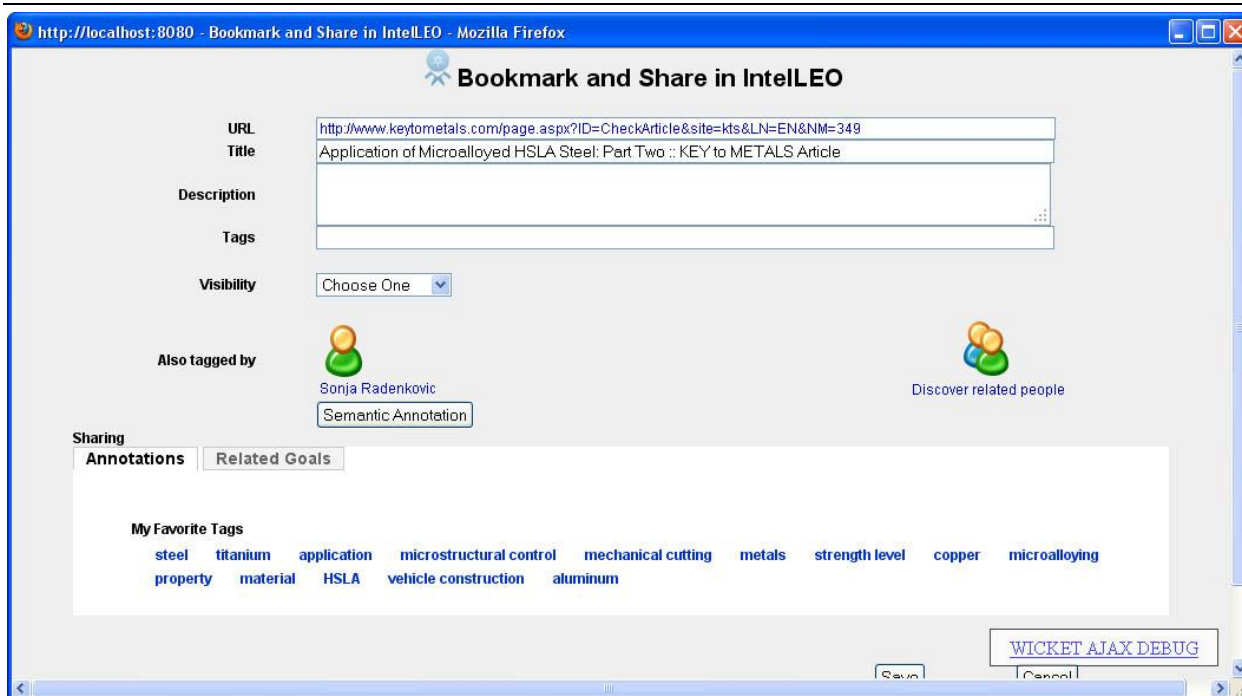 http://localhost:8080 - Bookmark and Share in IntelLEO - Mozilla Firefox
Bookmark and Share in IntelLEO
URL http://www.keytometals.com/page.aspx?ID=CheckArticle&site=kts&LN=EN&NM=349
Title Application of Microalloyed HSLA Steel: Part Two :: KEY to METALS Article
Description
Tags
Visibility Choose One
Also tagged by
Sonja Radenkovic Discover related people
Semantic Annotation
Sharing
Annotations Related Goals
My Favorite Tags
steel titanium application microstructural control mechanical cutting metals strength level copper microalloying
property material HSLA vehicle construction aluminum
WICKET AJAX DEBUG
Save Cancel